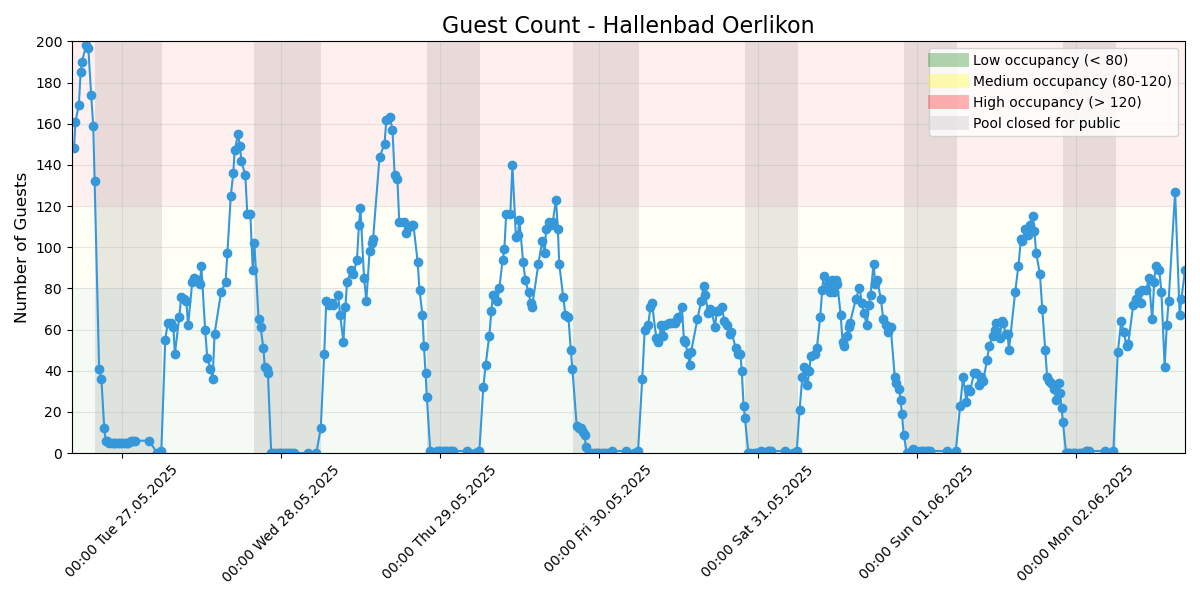 Guest Count - Hallenbad Oerlikon
Number of Guests
200
180
160
140
120
100
80
60
40
20
0
Low occupancy (< 80)
Medium occupancy (80-120)
High occupancy (> 120)
Pool closed for public
00:00 Tue 27.05.2025
00:00 Wed 28.05.2025
00:00 Thu 29.05.2025
00:00 Fri 30.05.2025
00:00 Sat 31.05.2025
00:00 Sun 01.06.2025
00:00 Mon 02.06.2025